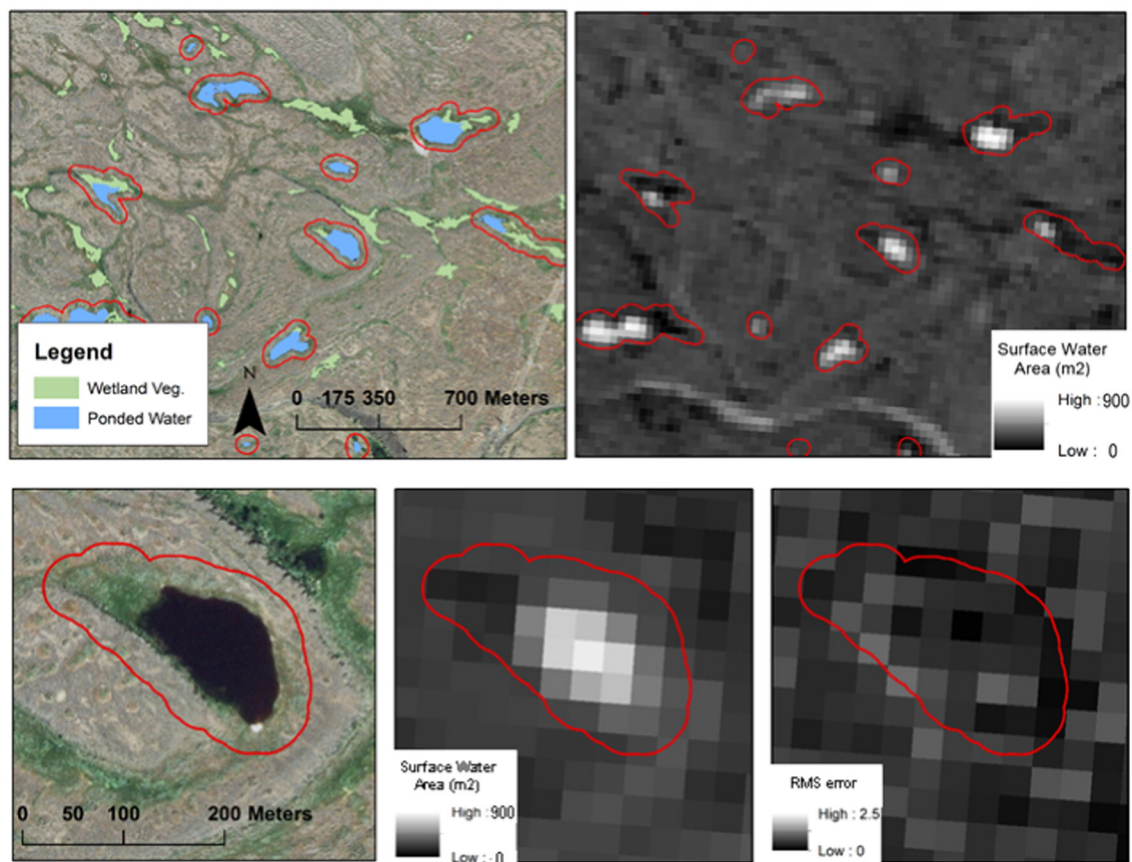 Legend
Wetland Veg.
Ponded Water
N
0 175 350 700 Meters
Surface Water
Area (m2)
High : 900
Low : 0
0 50 100 200 Meters
Surface Water
Area (m2)
High : 900
Low : 0
RMS error
High : 2.5
Low : 0